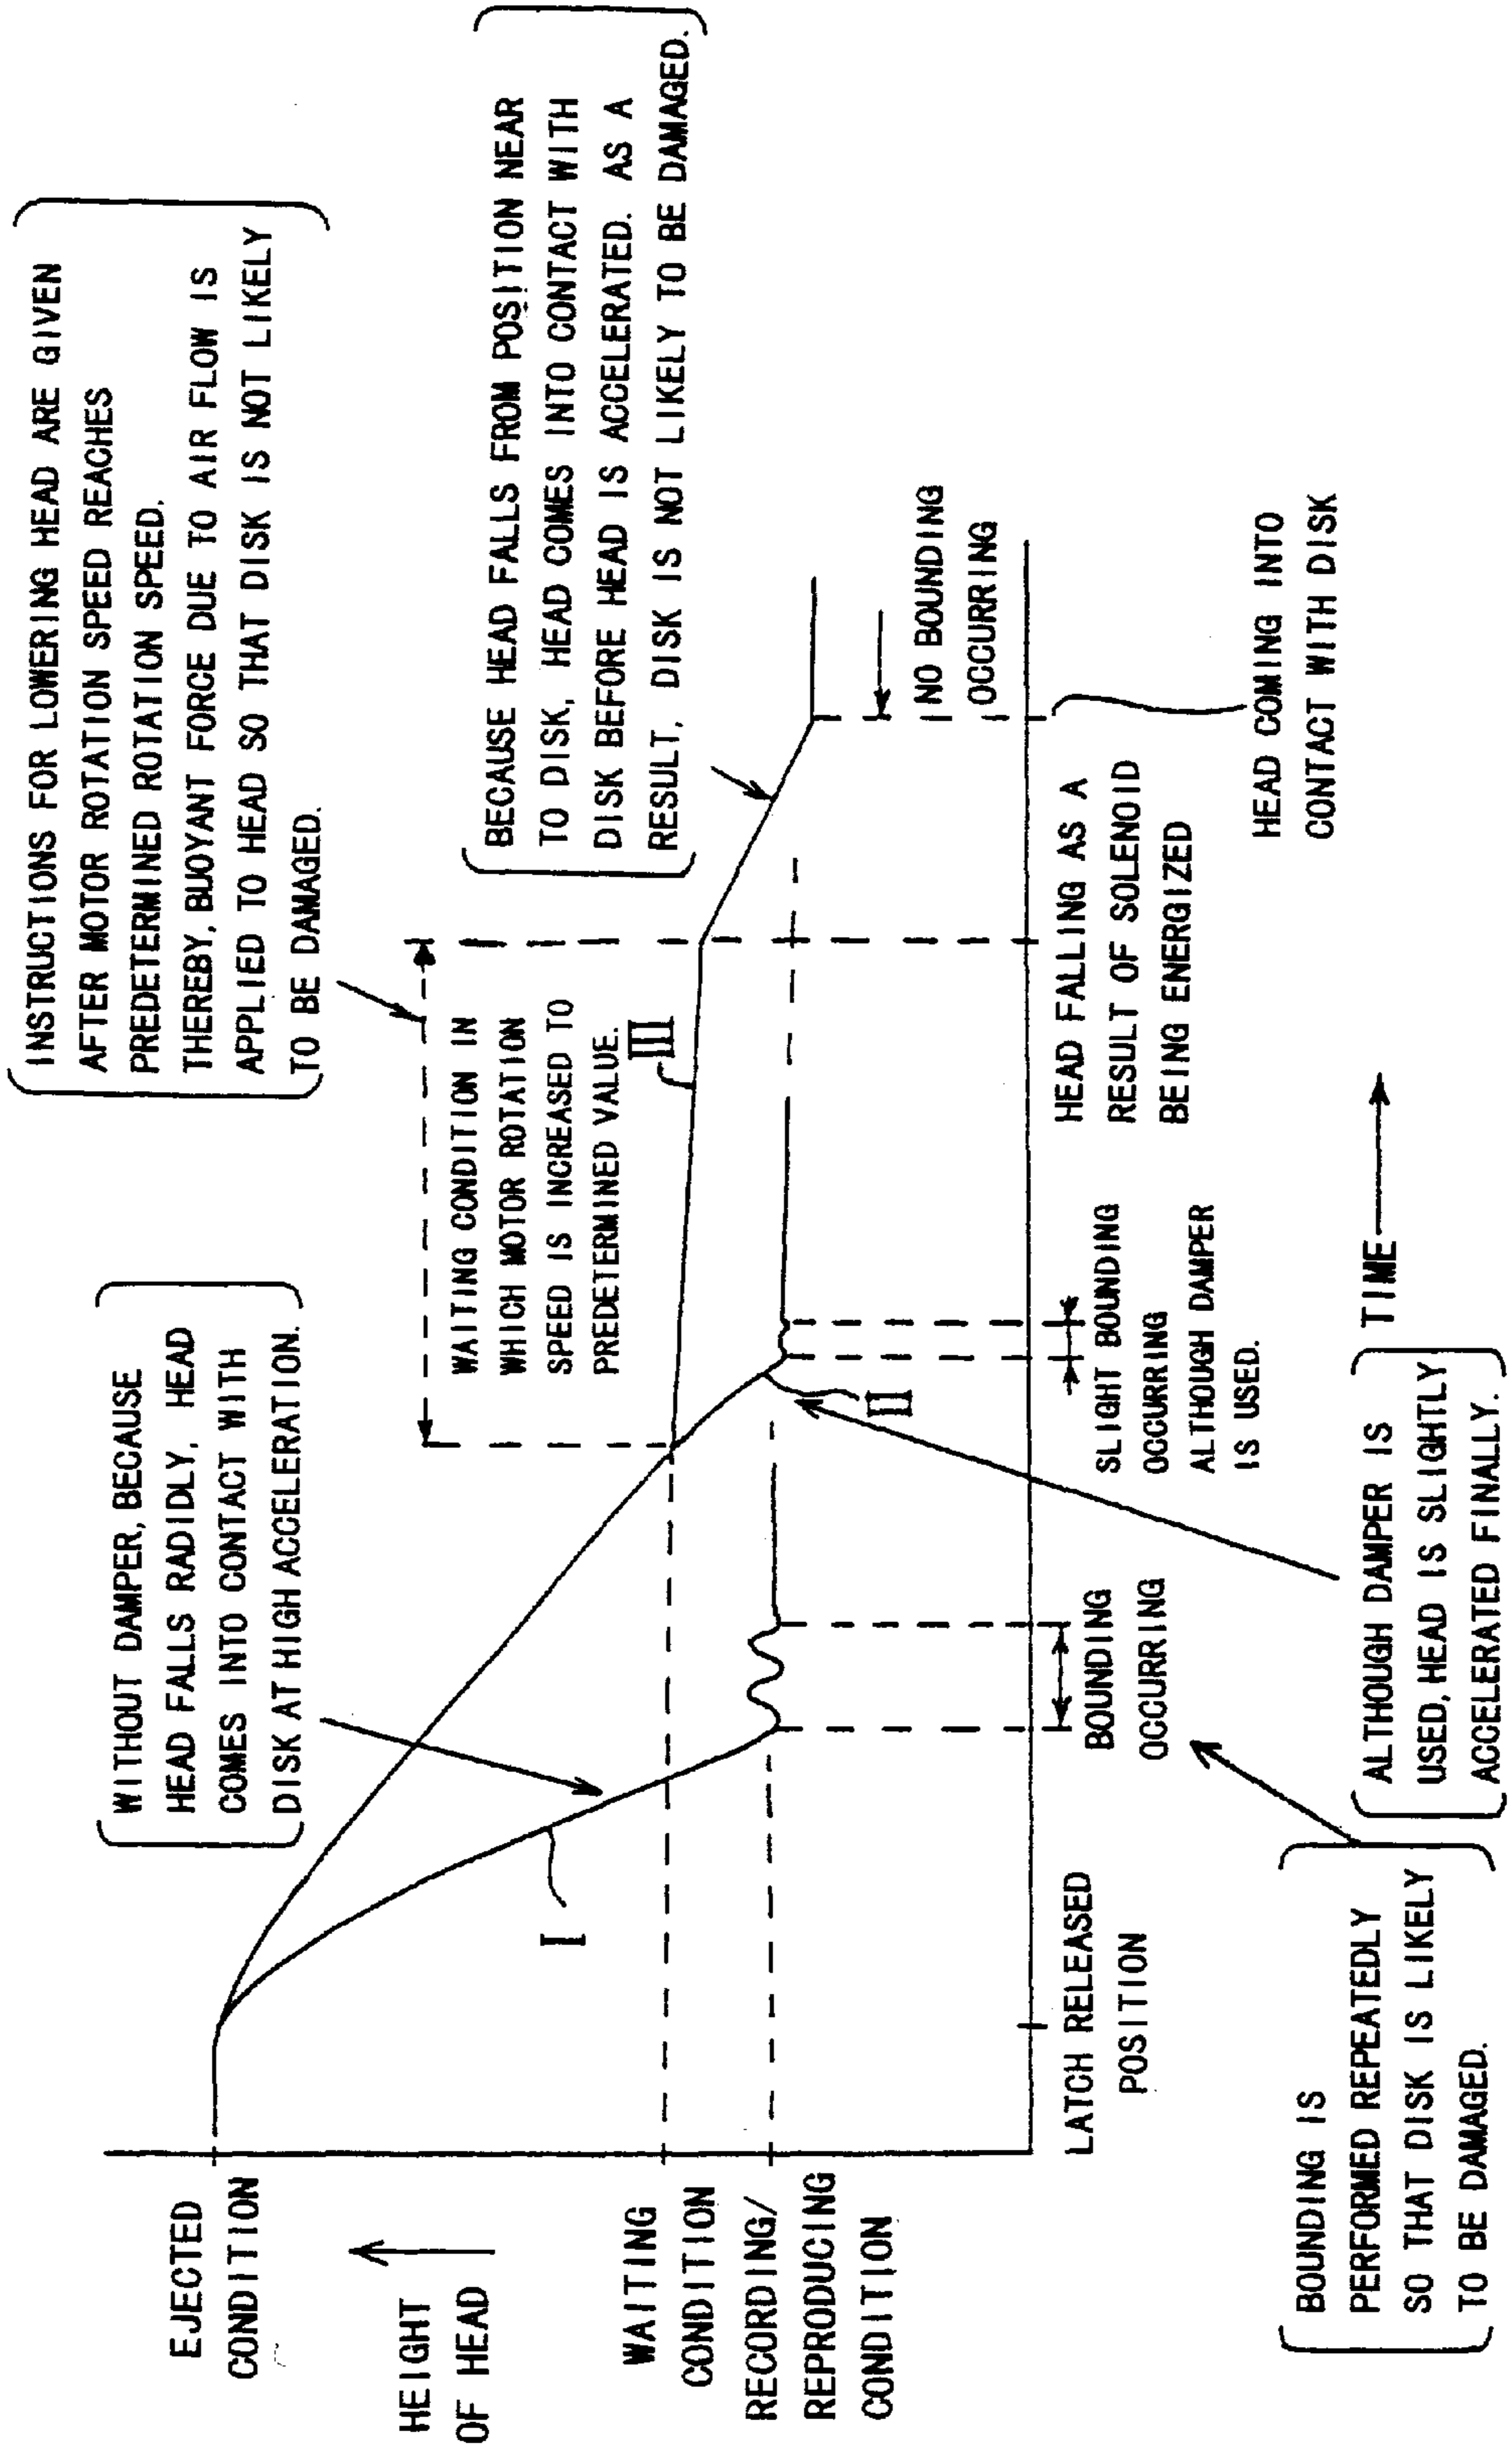 INSTRUCTIONS FOR LOWERING HEAD ARE GIVEN
AFTER MOTOR ROTATION SPEED REACHES
PREDETERMINED ROTATION SPEED.
THEREBY, BUOYANT FORCE DUE TO AIR FLOW IS
APPLIED TO HEAD SO THAT DISK IS NOT LIKELY
TO BE DAMAGED.
WITHOUT DAMPER, BECAUSE
HEAD FALLS RADIDLY, HEAD
COMES INTO CONTACT WITH
DISK AT HIGH ACCELERATION.
BECAUSE HEAD FALLS FROM POSITION NEAR
TO DISK, HEAD COMES INTO CONTACT WITH
DISK BEFORE HEAD IS ACCELERATED. AS A
RESULT, DISK IS NOT LIKELY TO BE DAMAGED.
WAITING CONDITION IN
WHICH MOTOR ROTATION
SPEED IS INCREASED TO
PREDETERMINED VALUE.
EJECTED
CONDITION
HEIGHT
OF HEAD
WAITING
CONDITION
RECORDING/
REPRODUCING
CONDITION
I
II
III
NO BOUNDING
OCCURRING
LATCH RELEASED
POSITION
BOUNDING
OCCURRING
SLIGHT BOUNDING
OCCURRING
ALTHOUGH DAMPER
IS USED.
HEAD FALLING AS A
RESULT OF SOLENOID
BEING ENERGIZED
HEAD COMING INTO
CONTACT WITH DISK
TIME
BOUNDING IS
PERFORMED REPEATEDLY
SO THAT DISK IS LIKELY
TO BE DAMAGED.
ALTHOUGH DAMPER IS
USED, HEAD IS SLIGHTLY
ACCELERATED FINALLY.